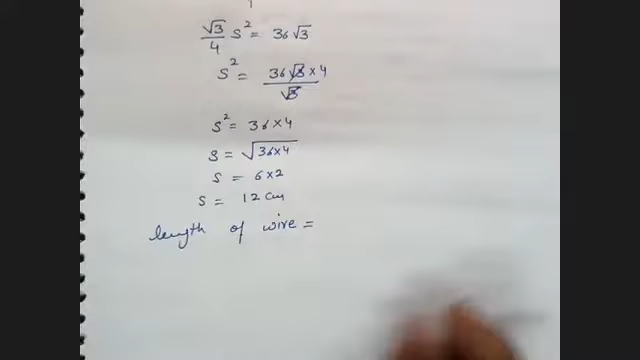 √3/4 s² = 36√3
s² = 36√3×4/√3
s² = 36×4
s = √36×4
s = 6×2
s = 12 cm
length of wire =